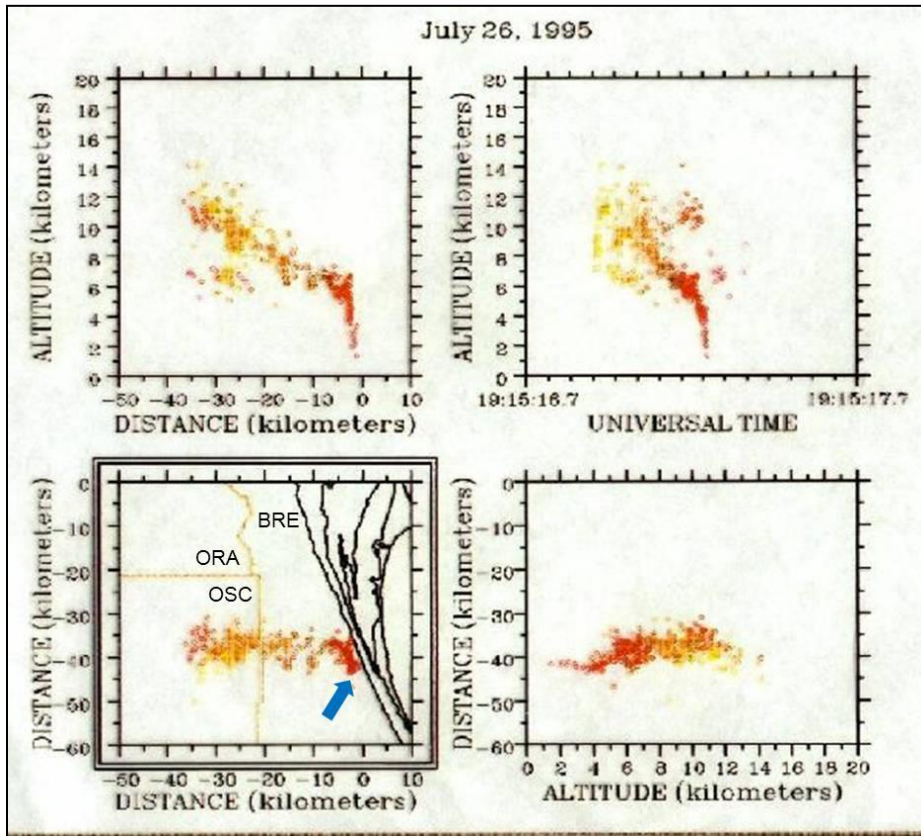 July 26, 1995
ALTITUDE (kilometers)
20
18
16
14
12
10
8
6
4
2
0
-50 -40 -30 -20 -10 0 10
DISTANCE (kilometers)
ALTITUDE (kilometers)
20
18
16
14
12
10
8
6
4
2
0
19:15:16.7 19:15:17.7
UNIVERSAL TIME
DISTANCE (kilometers)
0
-10
-20
-30
-40
-50
-60
BRE
ORA
OSC
-50 -40 -30 -20 -10 0 10
DISTANCE (kilometers)
DISTANCE (kilometers)
0
-10
-20
-30
-40
-50
-60
0 2 4 6 8 10 12 14 16 18 20
ALTITUDE (kilometers)